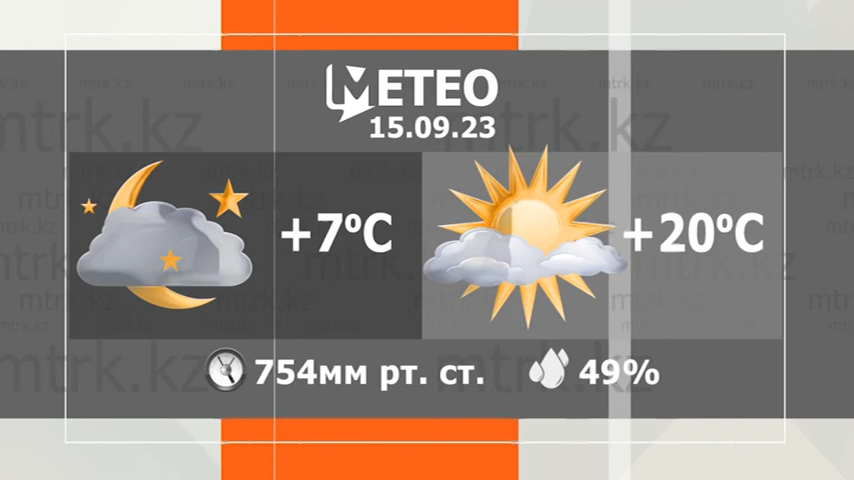 METEO
15.09.23
+7ºC
+20ºC
754мм рт. ст.
49%
mtrk.kz